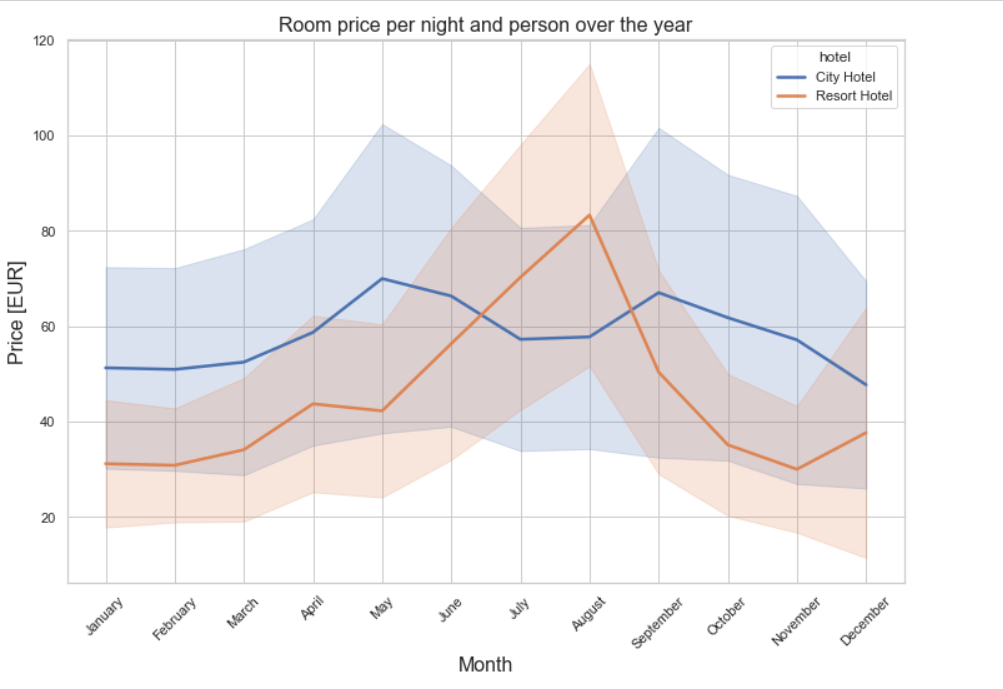 Room price per night and person over the year
hotel
City Hotel
Resort Hotel
Price [EUR]
120
100
80
60
40
20
January
February
March
April
May
June
July
August
September
October
November
December
Month